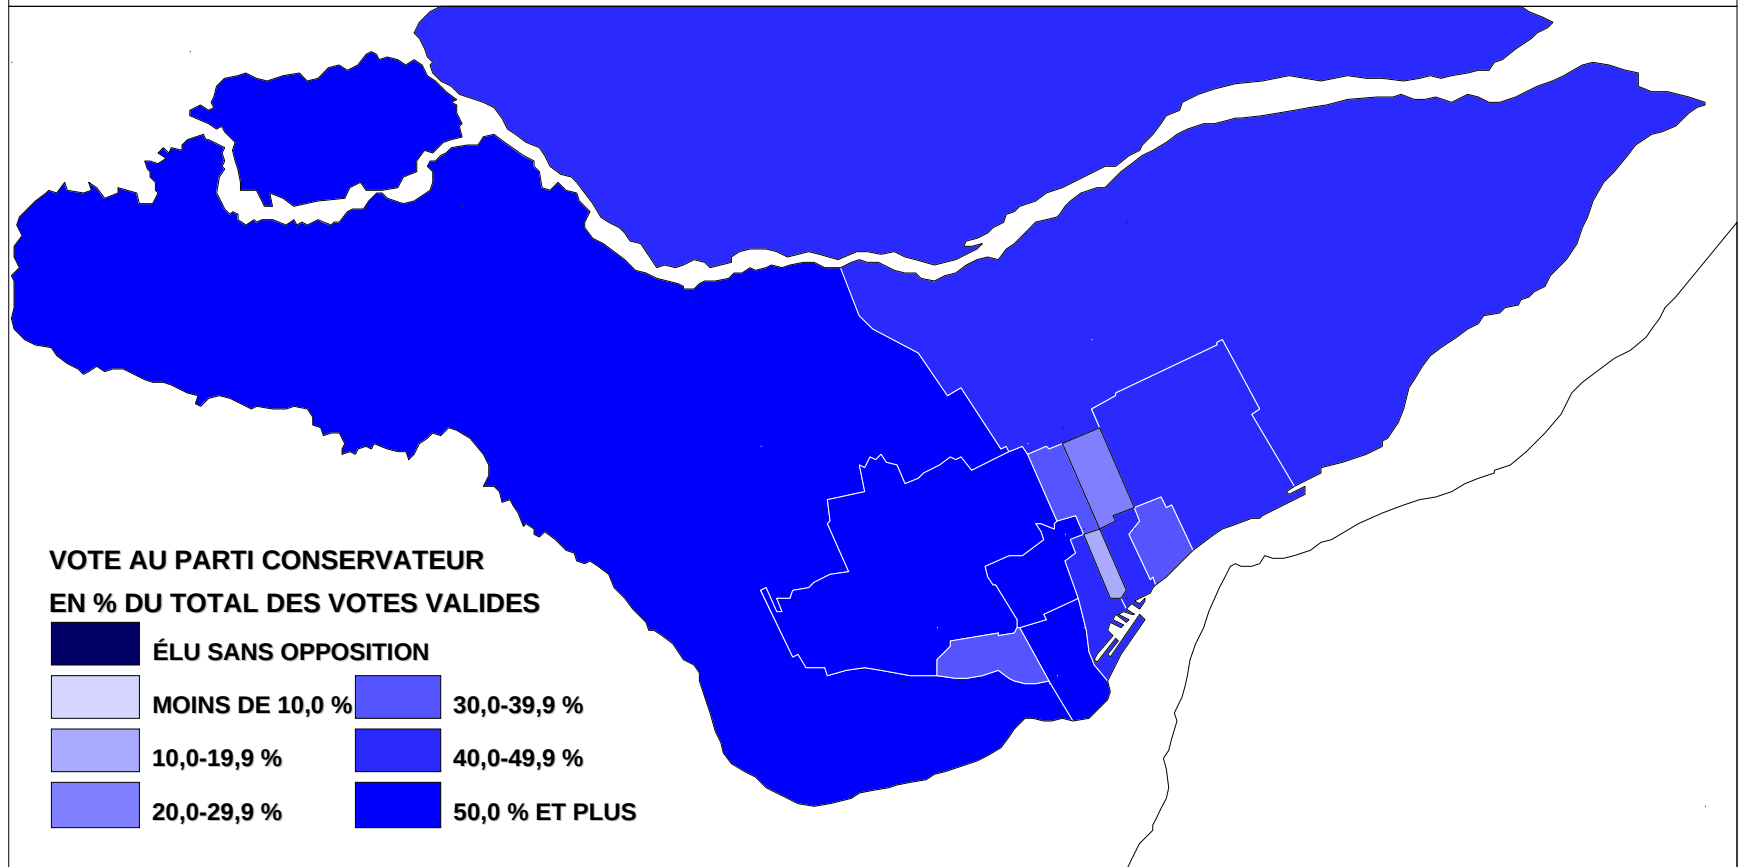 VOTE AU PARTI CONSERVATEUR
EN % DU TOTAL DES VOTES VALIDES
ÉLU SANS OPPOSITION
MOINS DE 10,0 %
10,0-19,9 %
20,0-29,9 %
30,0-39,9 %
40,0-49,9 %
50,0 % ET PLUS